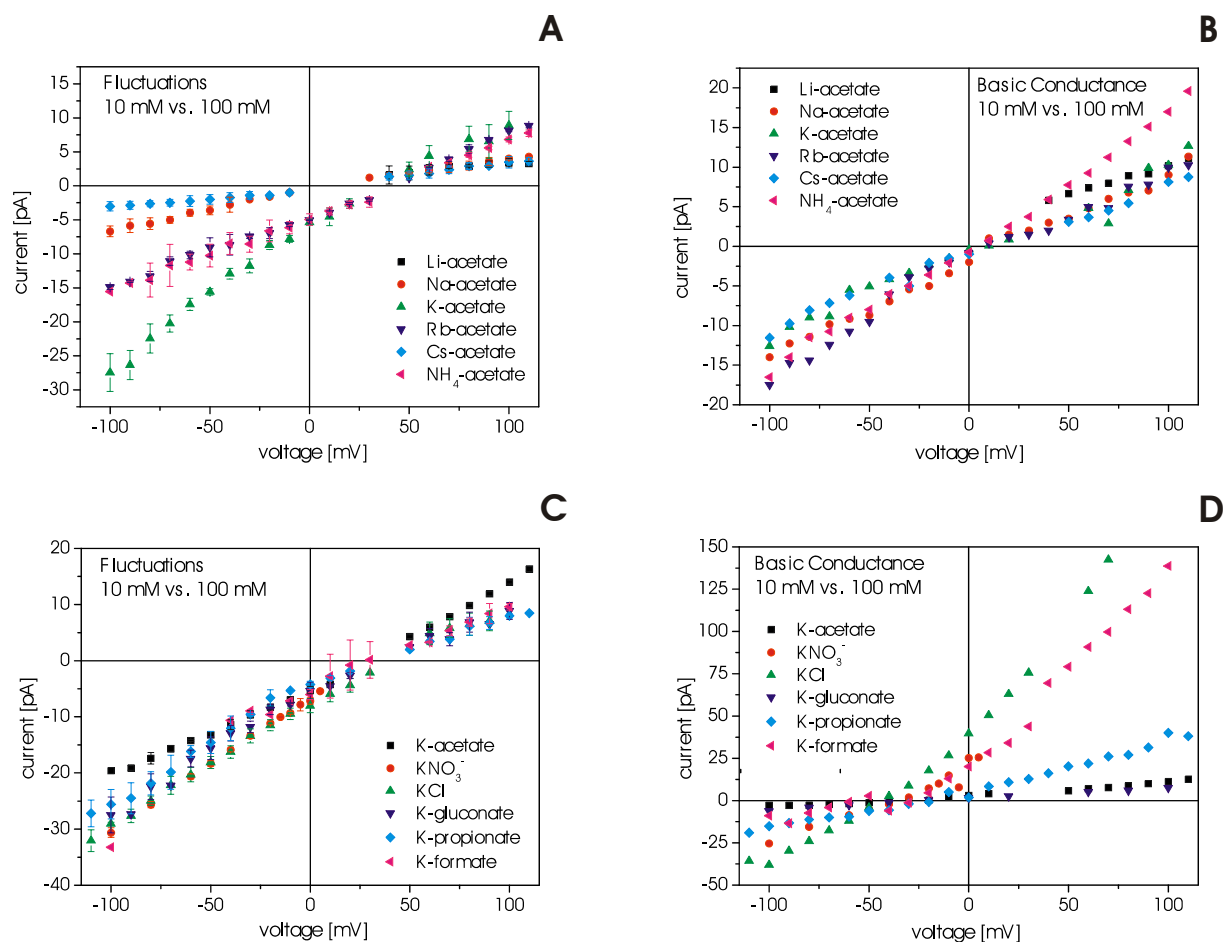 A
Fluctuations
10 mM vs. 100 mM
15
10
5
0
-5
-10
-15
-20
-25
-30
current [pA]
Li-acetate
Na-acetate
K-acetate
Rb-acetate
Cs-acetate
NH4-acetate
-100
-50
0
50
100
voltage [mV]
B
Basic Conductance
10 mM vs. 100 mM
20
15
10
5
0
-5
-10
-15
-20
current [pA]
Li-acetate
Na-acetate
K-acetate
Rb-acetate
Cs-acetate
NH4-acetate
-100
-50
0
50
100
voltage [mV]
C
Fluctuations
10 mM vs. 100 mM
20
10
0
-10
-20
-30
-40
current [pA]
K-acetate
KNO3-
KCl
K-gluconate
K-propionate
K-formate
-100
-50
0
50
100
voltage [mV]
D
Basic Conductance
10 mM vs. 100 mM
150
125
100
75
50
25
0
-25
-50
current [pA]
K-acetate
KNO3-
KCl
K-gluconate
K-propionate
K-formate
-100
-50
0
50
100
voltage [mV]